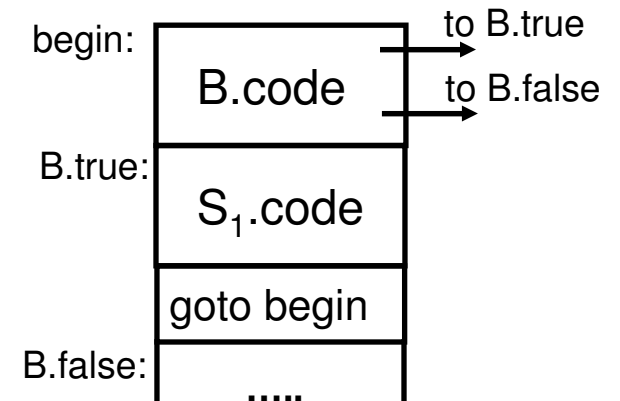 begin:
to B.true
B.code
to B.false
B.true:
S₁.code
goto begin
B.false:
.....